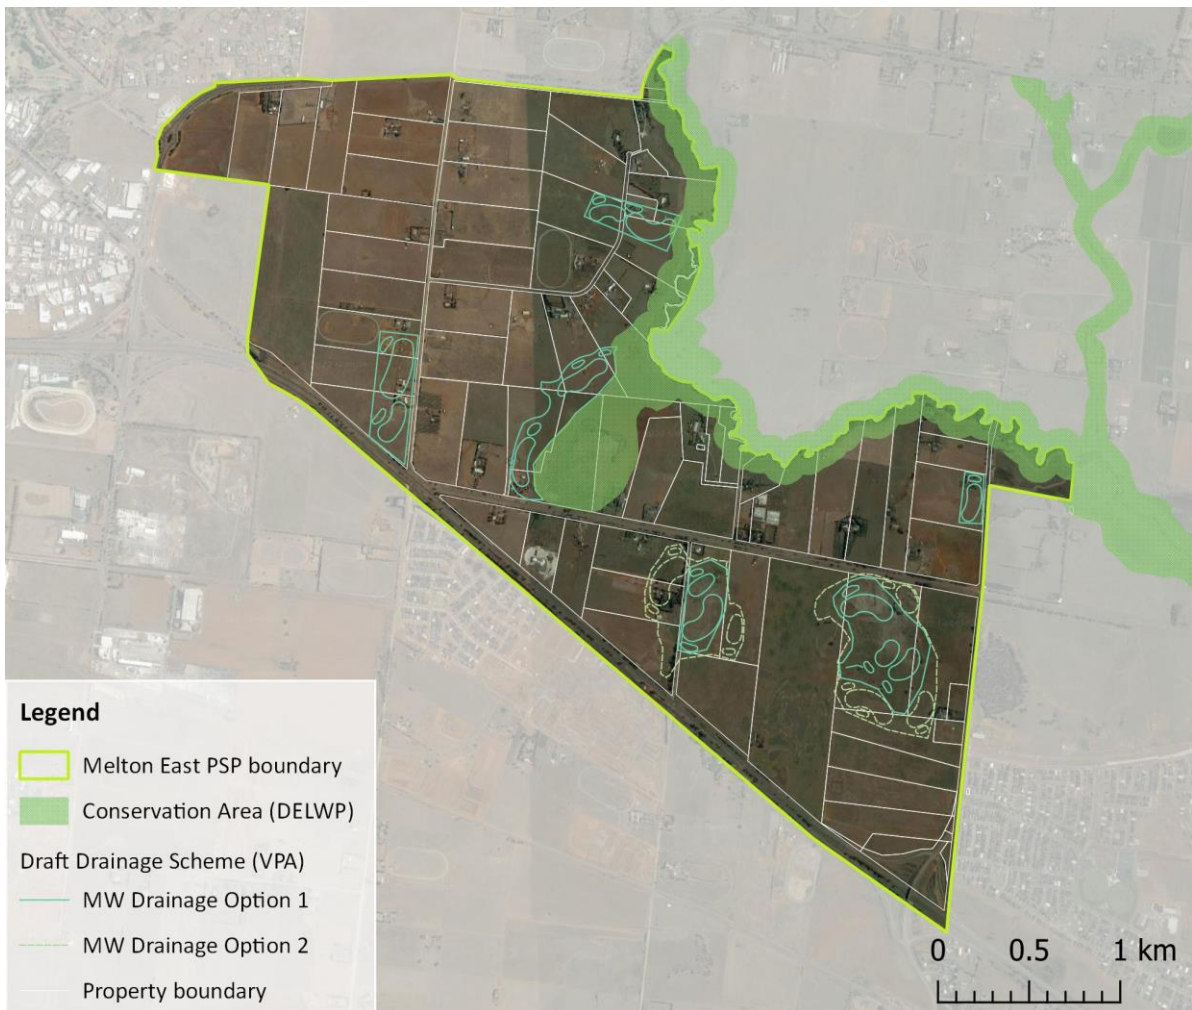 Legend
Melton East PSP boundary
Conservation Area (DELWP)
Draft Drainage Scheme (VPA)
MW Drainage Option 1
MW Drainage Option 2
Property boundary
0 0.5 1 km